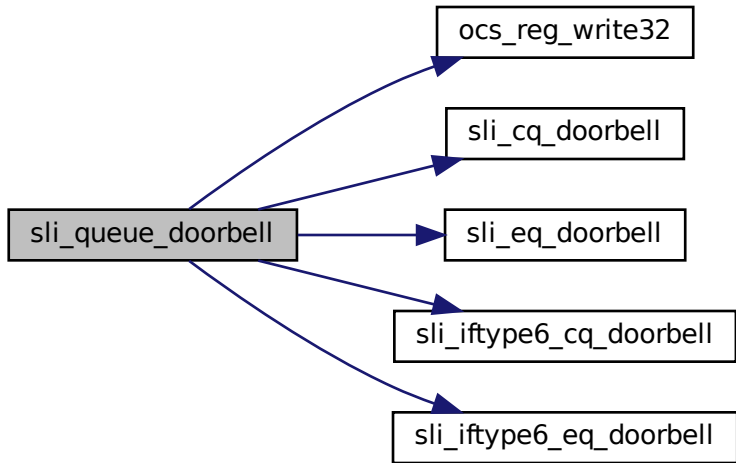 ocs_reg_write32
sli_cq_doorbell
sli_queue_doorbell
sli_eq_doorbell
sli_iftype6_cq_doorbell
sli_iftype6_eq_doorbell